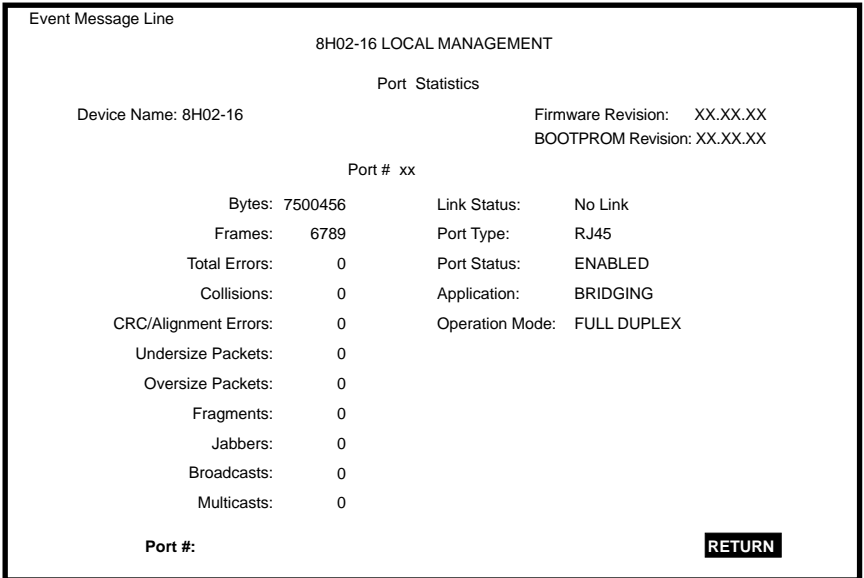 Event Message Line
8H02-16 LOCAL MANAGEMENT
Port Statistics
Device Name: 8H02-16 Firmware Revision: XX.XX.XX
BOOTPROM Revision: XX.XX.XX
Port # xx
Bytes: 7500456 Link Status: No Link
Frames: 6789 Port Type: RJ45
Total Errors: 0 Port Status: ENABLED
Collisions: 0 Application: BRIDGING
CRC/Alignment Errors: 0 Operation Mode: FULL DUPLEX
Undersize Packets: 0
Oversize Packets: 0
Fragments: 0
Jabbers: 0
Broadcasts: 0
Multicasts: 0
Port #: RETURN